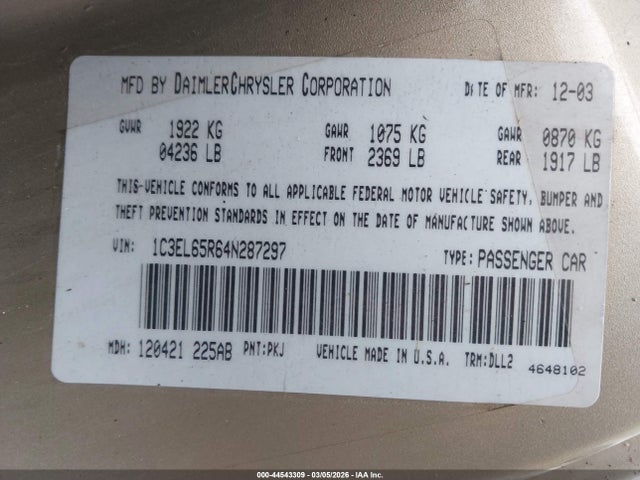 MFD BY DAIMLERCHRYSLER CORPORATION DATE OF MFR: 12-03
GVWR 1922 KG GAWR 1075 KG GAWR 0870 KG
04236 LB FRONT 2369 LB REAR 1917 LB
THIS-VEHICLE CONFORMS TO ALL APPLICABLE FEDERAL MOTOR VEHICLE SAFETY, BUMPER AND
THEFT PREVENTION STANDARDS IN EFFECT ON THE DATE OF MANUFACTURE SHOWN ABOVE.
VIN: 1C3EL65R64N287297 TYPE: PASSENGER CAR
MDH: 120421 225AB PNT:PKJ VEHICLE MADE IN U.S.A. TRM:DLL2 4648102
000-44543309 - 03/05/2026 - IAA Inc.